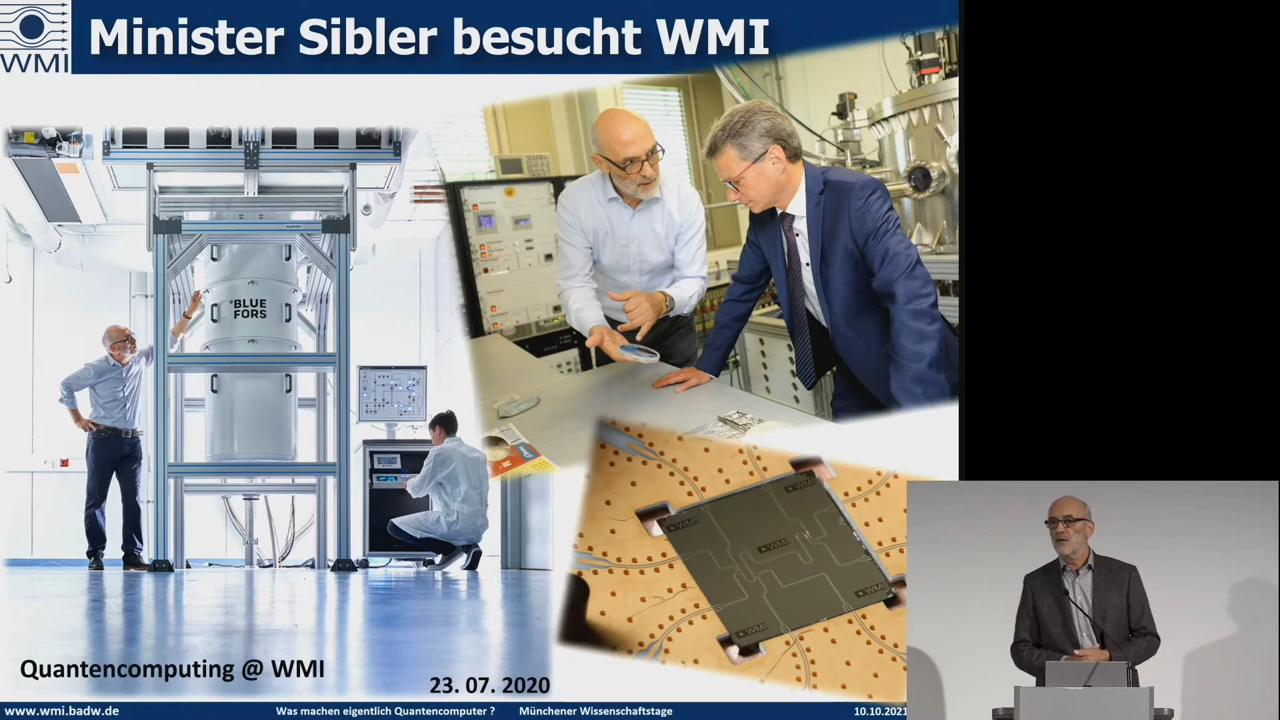 WMI
Minister Sibler besucht WMI
BLUE
FORS
WMI
WMI
WMI
WMI
WMI
Quantencomputing @ WMI
23. 07. 2020
www.wmi.badw.de
Was machen eigentlich Quantencomputer ?
Münchener Wissenschaftstage
10.10.2021